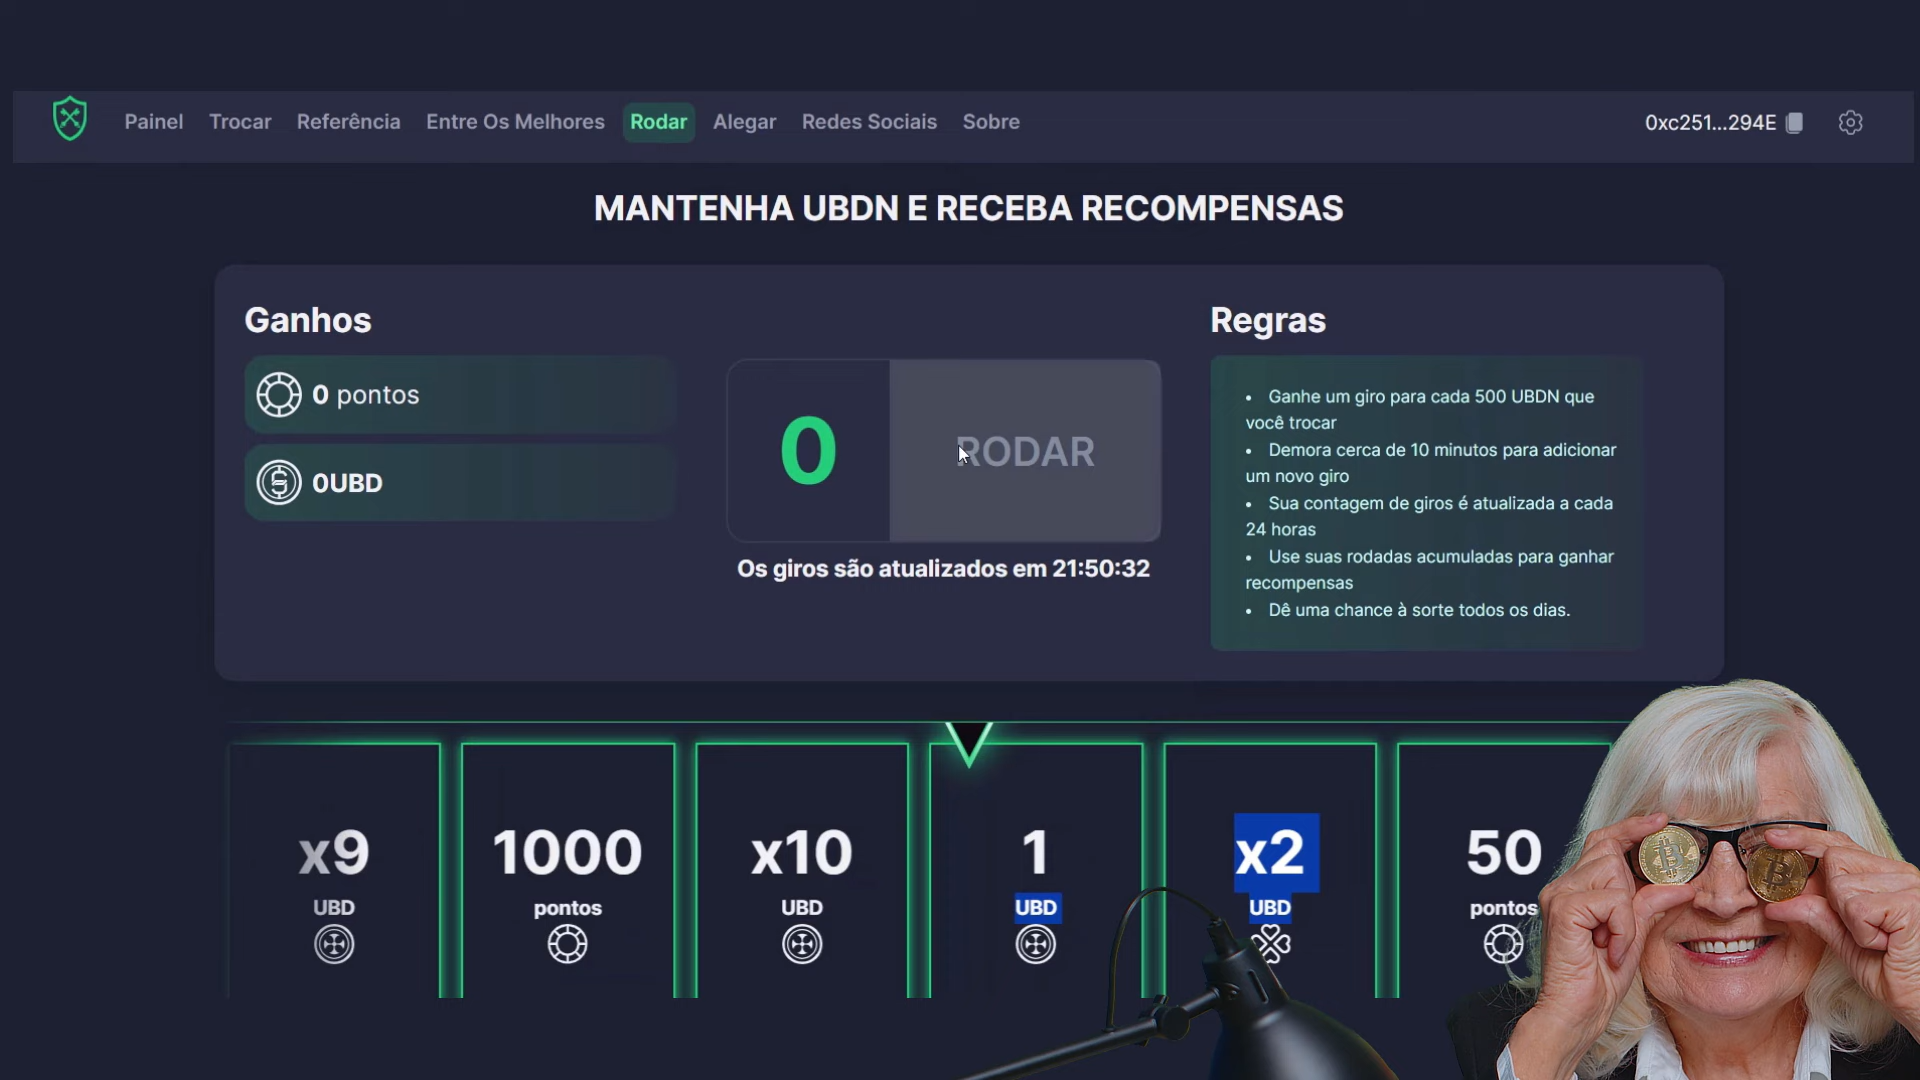 Painel Trocar Referência Entre Os Melhores Rodar Alegar Redes Sociais Sobre 0xc251...294E
MANTENHA UBDN E RECEBA RECOMPENSAS
Ganhos
0 pontos
0UBD
0 RODAR
Os giros são atualizados em 21:50:32
Regras
• Ganhe um giro para cada 500 UBDN que
você trocar
• Demora cerca de 10 minutos para adicionar
um novo giro
• Sua contagem de giros é atualizada a cada
24 horas
• Use suas rodadas acumuladas para ganhar
recompensas
• Dê uma chance à sorte todos os dias.
x9 1000 x10 1 x2 50
UBD pontos UBD UBD UBD pontos